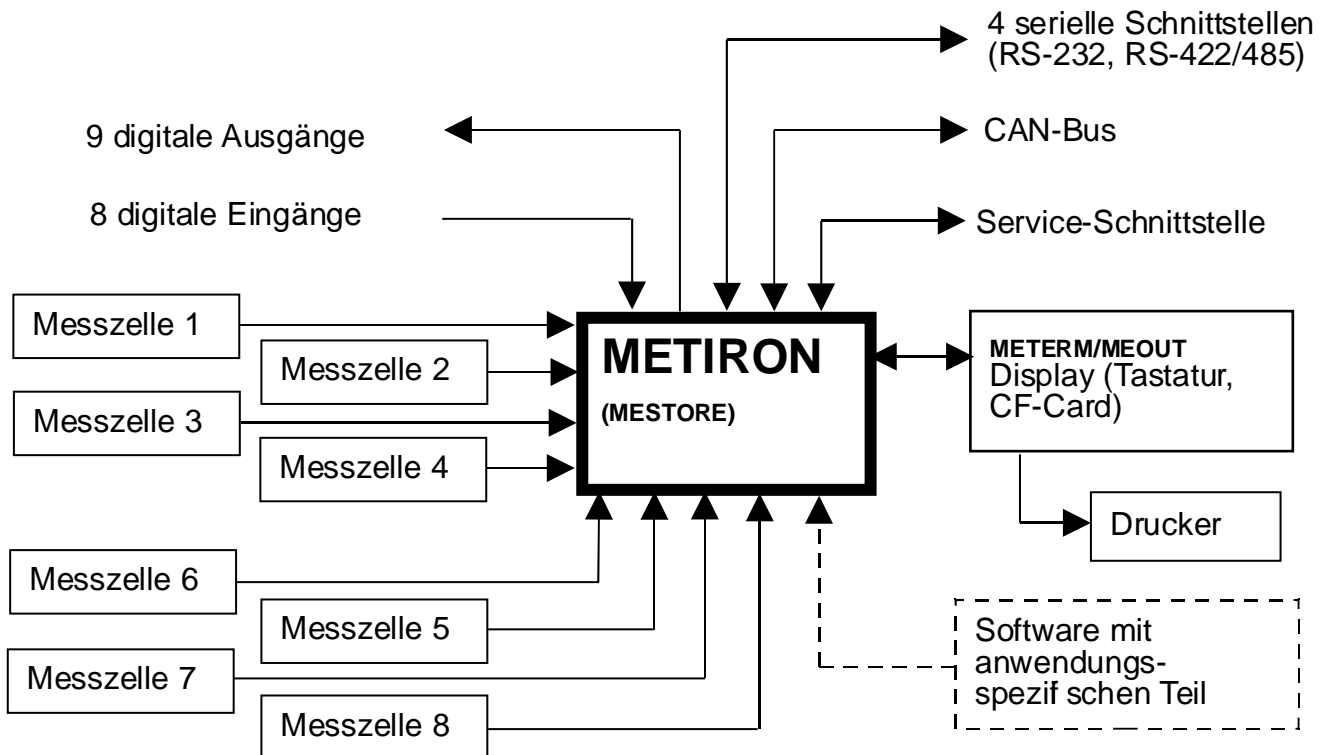 4 serielle Schnittstellen
(RS-232, RS-422/485)
9 digitale Ausgänge
CAN-Bus
8 digitale Eingänge
Service-Schnittstelle
Messzelle 1
METIRON
(MESTORE)
METERM/MEOUT
Display (Tastatur,
CF-Card)
Messzelle 2
Messzelle 3
Messzelle 4
Drucker
Messzelle 6
Messzelle 5
Messzelle 7
Messzelle 8
Software mit
anwendungs-
spezif schen Teil